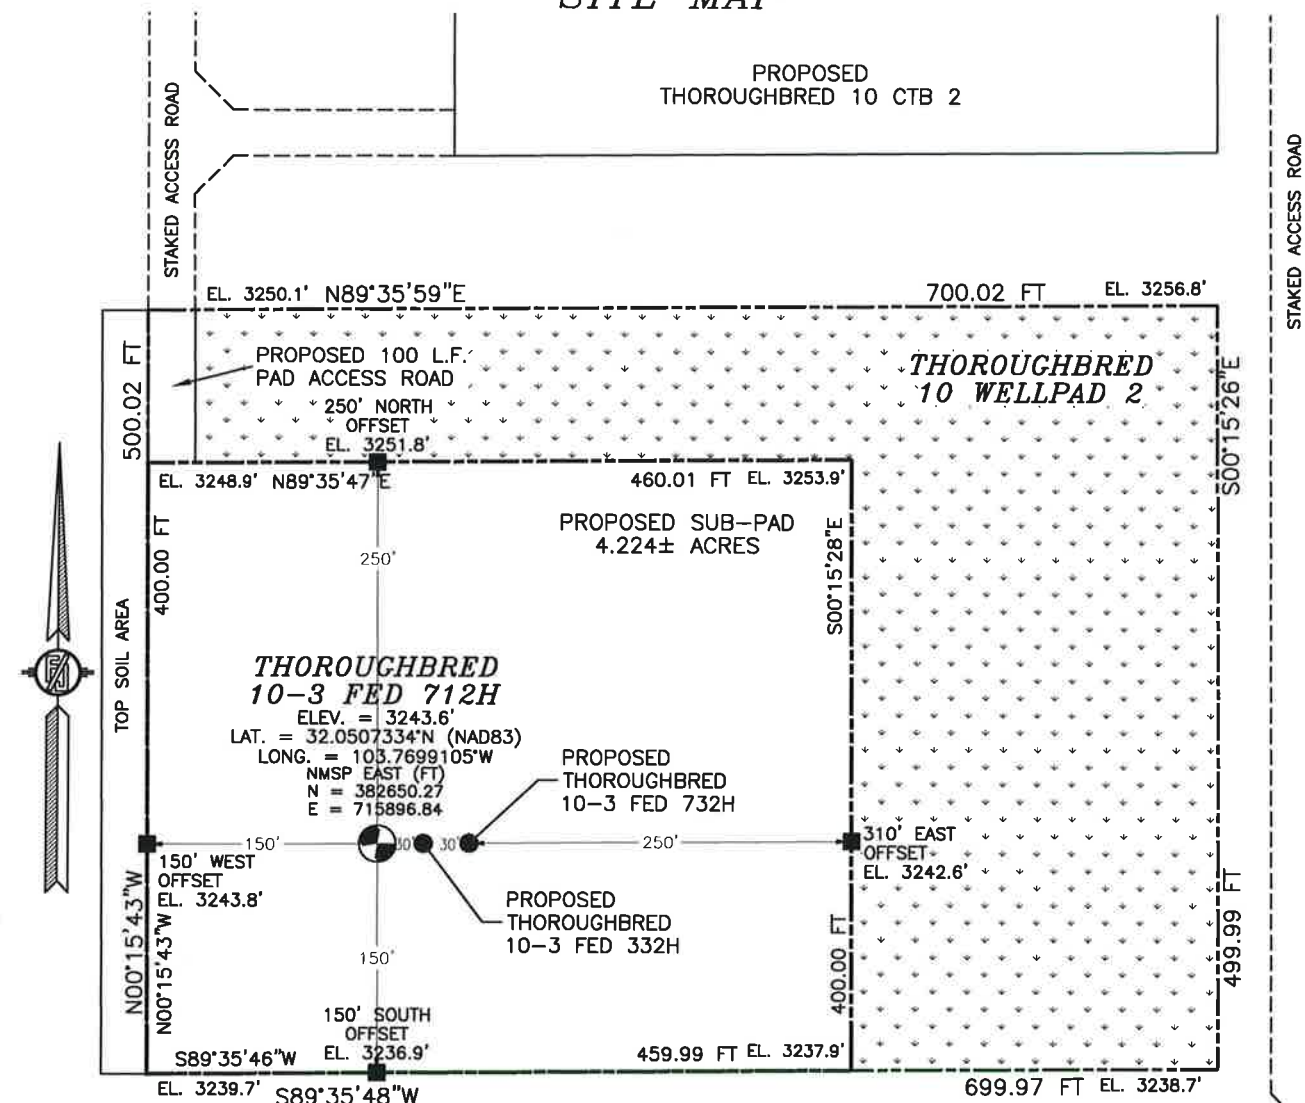 SITE MAP
PROPOSED
THOROUGHBRED 10 CTB 2
STAKED ACCESS ROAD
STAKED ACCESS ROAD
EL. 3250.1' N89°35'59"E
700.02 FT EL. 3256.8'
500.02 FT
PROPOSED 100 L.F.
PAD ACCESS ROAD
THOROUGHBRED
10 WELLPAD 2
S00°15'26"E
250' NORTH
OFFSET
EL. 3251.8'
EL. 3248.9' N89°35'47"E
460.01 FT EL. 3253.9'
400.00 FT
PROPOSED SUB-PAD
4.224± ACRES
S00°15'28"E
250'
TOP SOIL AREA
THOROUGHBRED
10-3 FED 712H
ELEV. = 3243.6'
LAT. = 32.0507334°N (NAD83)
LONG. = 103.7699105°W
NMSP EAST (FT)
N = 382650.27
E = 715896.84
PROPOSED
THOROUGHBRED
10-3 FED 732H
150' 30' 30' 250'
150' WEST
OFFSET
EL. 3243.8'
310' EAST
OFFSET
EL. 3242.6'
PROPOSED
THOROUGHBRED
10-3 FED 332H
N00°15'43"W
N00°15'43"W
150'
400.00 FT
499.99 FT
150' SOUTH
OFFSET
EL. 3236.9'
S89°35'46"W
459.99 FT EL. 3237.9'
EL. 3239.7' S89°35'48"W
699.97 FT EL. 3238.7'